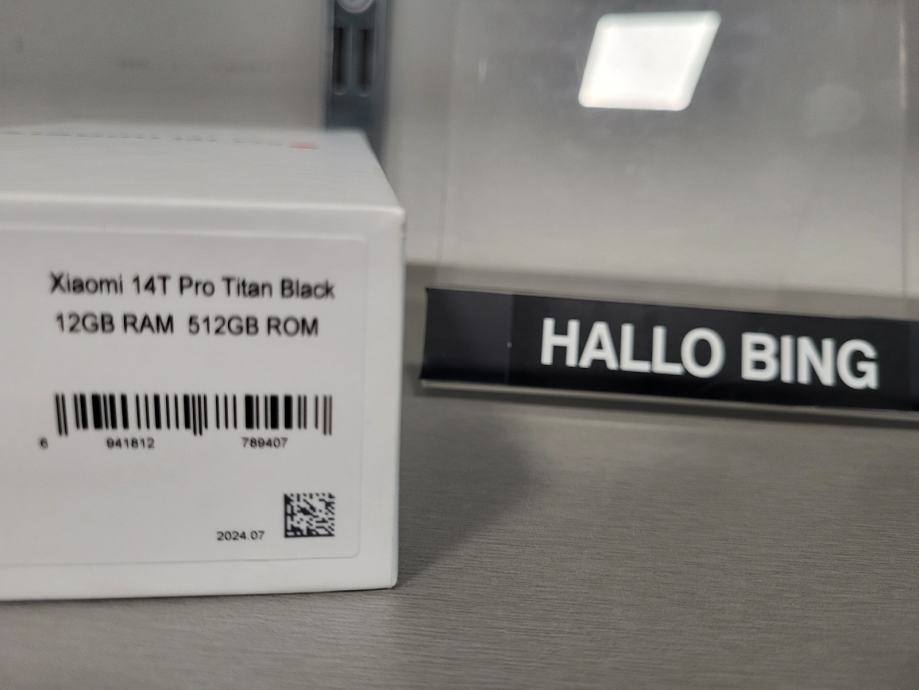 Xiaomi 14T Pro Titan Black
12GB RAM 512GB ROM
6 941812 789407
2024.07
HALLO BING